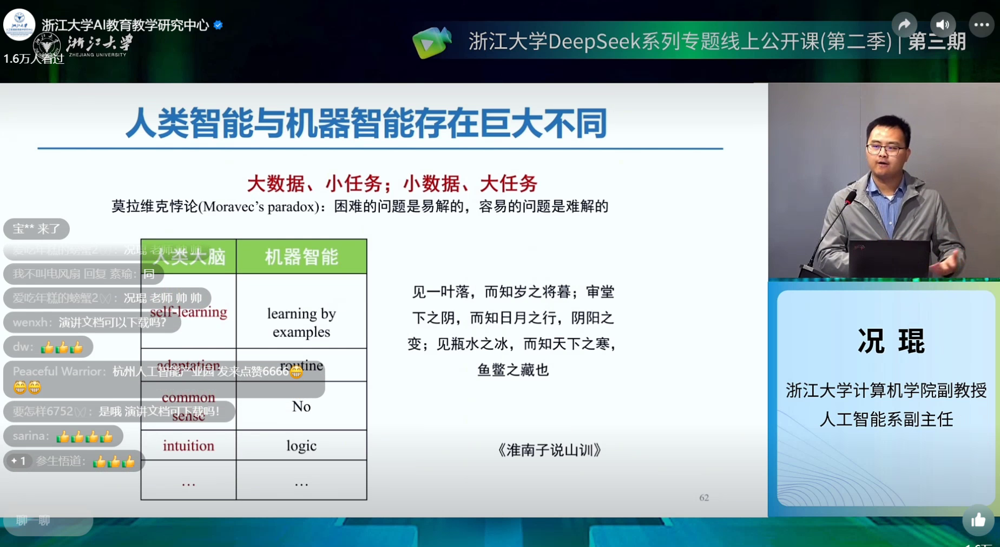 浙江大学AI教育教学研究中心
浙江大学
ZHEJIANG UNIVERSITY
1.6万人看过
浙江大学DeepSeek系列专题线上公开课(第二季) | 第三期
人类智能与机器智能存在巨大不同
大数据、小任务；小数据、大任务
莫拉维克悖论(Moravec’s paradox)：困难的问题是易解的，容易的问题是难解的
人类大脑 机器智能
self-learning learning by examples
adaptation routine
common sense No
intuition logic
… …
见一叶落，而知岁之将暮；审堂
下之阴，而知日月之行，阴阳之
变；见瓶水之冰，而知天下之寒，
鱼鳖之藏也
《淮南子说山训》
62
宝** 来了
爱吃年糕的螃蟹2：况琨 老师 帅 帅
我不叫电风扇 回复 素瑜：同
爱吃年糕的螃蟹2：况琨 老师 帅 帅
wenxh：演讲文档可以下载吗？
dw：👍👍👍
Peaceful Warrior：杭州人工智能产业园 发来点赞6666😁
😁😁
要怎样6752：是哦 演讲文档可下载吗！
sarina：👍👍👍👍
1 参生悟道：👍👍👍
聊一聊
况 琨
浙江大学计算机学院副教授
人工智能系副主任